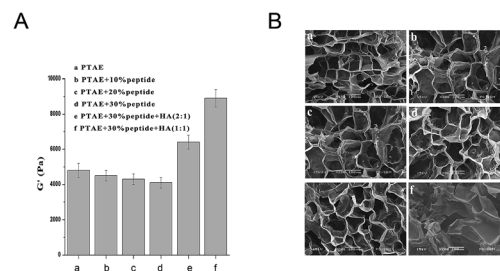 A
B
a PTAE
b PTAE+10%peptide
c PTAE+20%peptide
d PTAE+30%peptide
e PTAE+30%peptide+HA(2:1)
f PTAE+30%peptide+HA(1:1)
10000
8000
6000
4000
2000
0
G' (Pa)
a b c d e f
a b
c d
e f